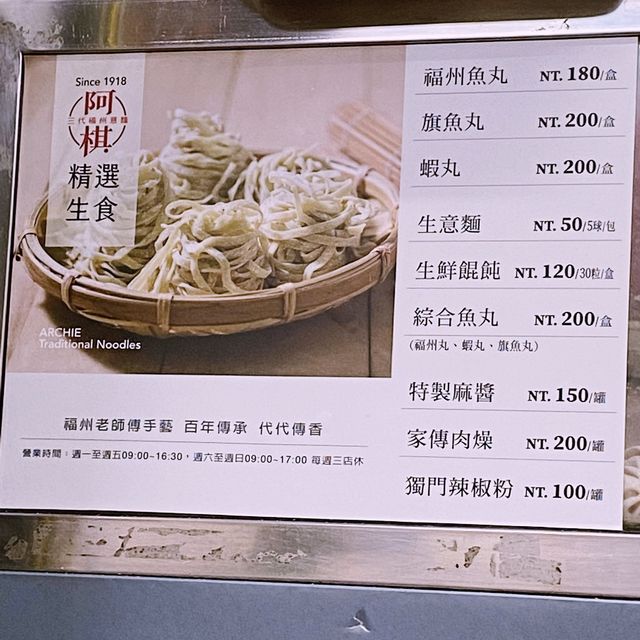 Since 1918
阿棋
三代福州意麵
精選
生食
ARCHIE
Traditional Noodles
福州老師傅手藝 百年傳承 代代傳香
營業時間：週一至週五09:00~16:30，週六至週日09:00~17:00 每週三店休
福州魚丸 NT. 180/盒
旗魚丸 NT. 200/盒
蝦丸 NT. 200/盒
生意麵 NT. 50/5球/包
生鮮餛飩 NT. 120/30粒/盒
綜合魚丸 NT. 200/盒
(福州丸、蝦丸、旗魚丸)
特製麻醬 NT. 150/罐
家傳肉燥 NT. 200/罐
獨門辣椒粉 NT. 100/罐